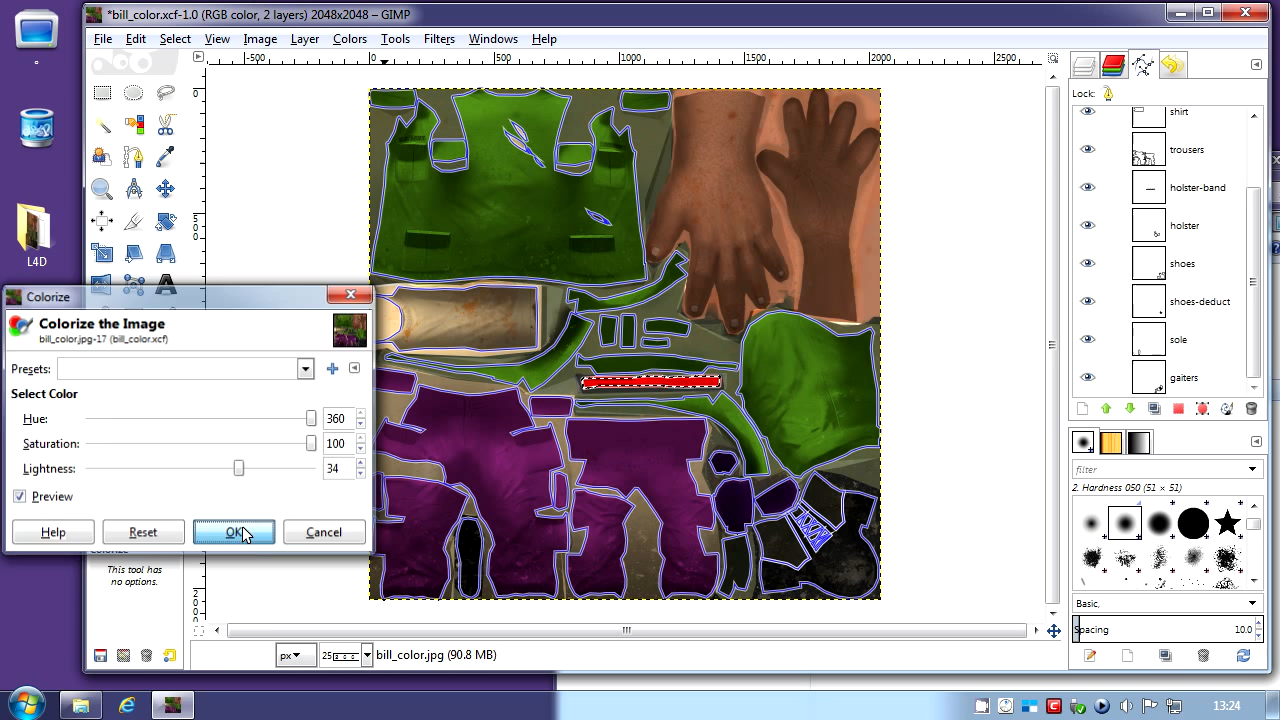 *bill_color.xcf-1.0 (RGB color, 2 layers) 2048x2048 – GIMP
File Edit Select View Image Layer Colors Tools Filters Windows Help
-500 0 500 1000 1500 2000 2500
0
500
Lock:
shirt
trousers
holster-band
holster
shoes
shoes-deduct
sole
gaiters
L4D
Colorize
Colorize the Image
bill_color.jpg-17 (bill_color.xcf)
Presets:
Select Color
Hue: 360
Saturation: 100
Lightness: 34
Preview
Help Reset OK Cancel
This tool has
no options.
filter
2. Hardness 050 (51 × 51)
Basic,
Spacing 10.0
px 25 bill_color.jpg (90.8 MB)
13:24